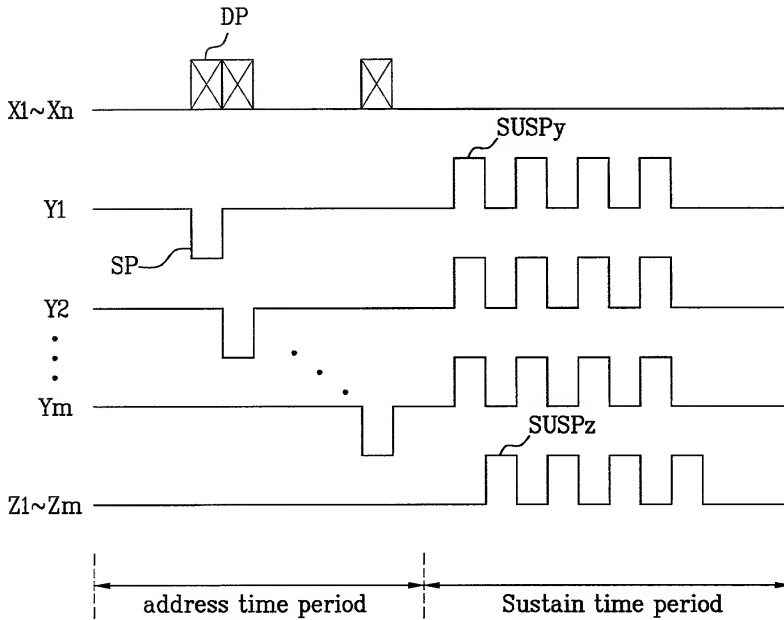 DP
X1~Xn
SUSPy
Y1
SP
Y2
Ym
SUSPz
Z1~Zm
address time period
Sustain time period